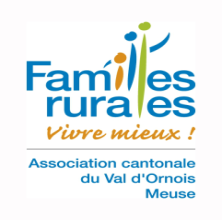 Familles
rurales
Vivre mieux !
Association cantonale
du Val d'Ornois
Meuse